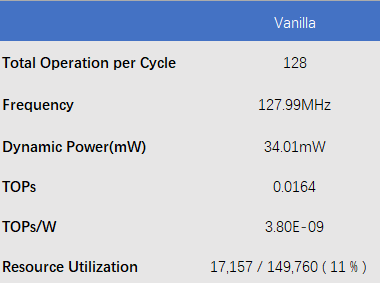 Vanilla
Total Operation per Cycle 128
Frequency 127.99MHz
Dynamic Power(mW) 34.01mW
TOPs 0.0164
TOPs/W 3.80E-09
Resource Utilization 17,157 / 149,760 ( 11 % )